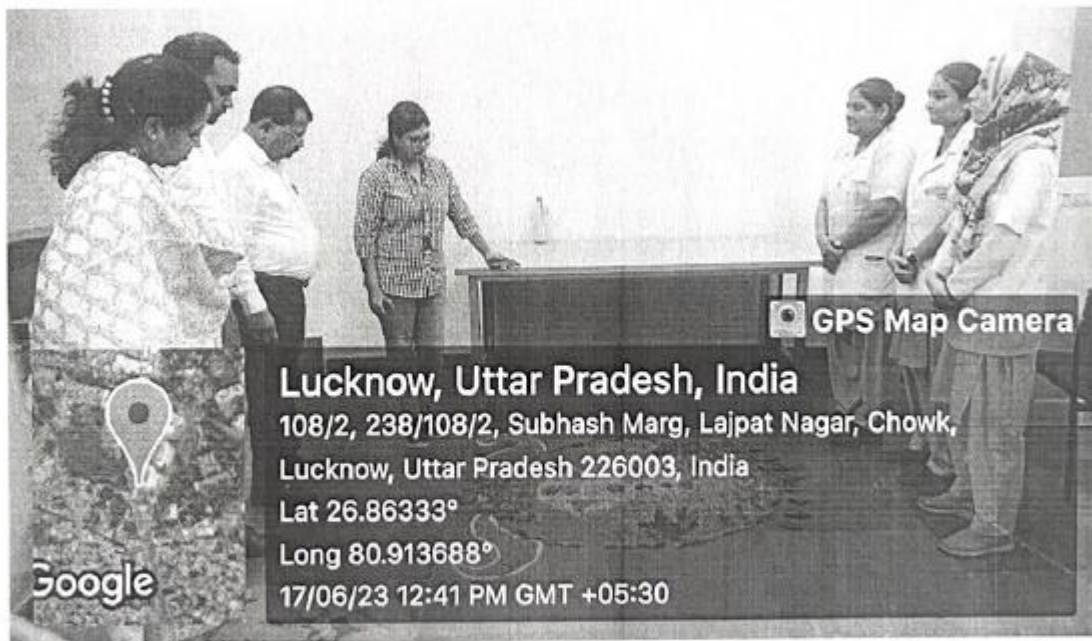 GPS Map Camera
Lucknow, Uttar Pradesh, India
108/2, 238/108/2, Subhash Marg, Lajpat Nagar, Chowk,
Lucknow, Uttar Pradesh 226003, India
Lat 26.86333°
Long 80.913688°
17/06/23 12:41 PM GMT +05:30
Google